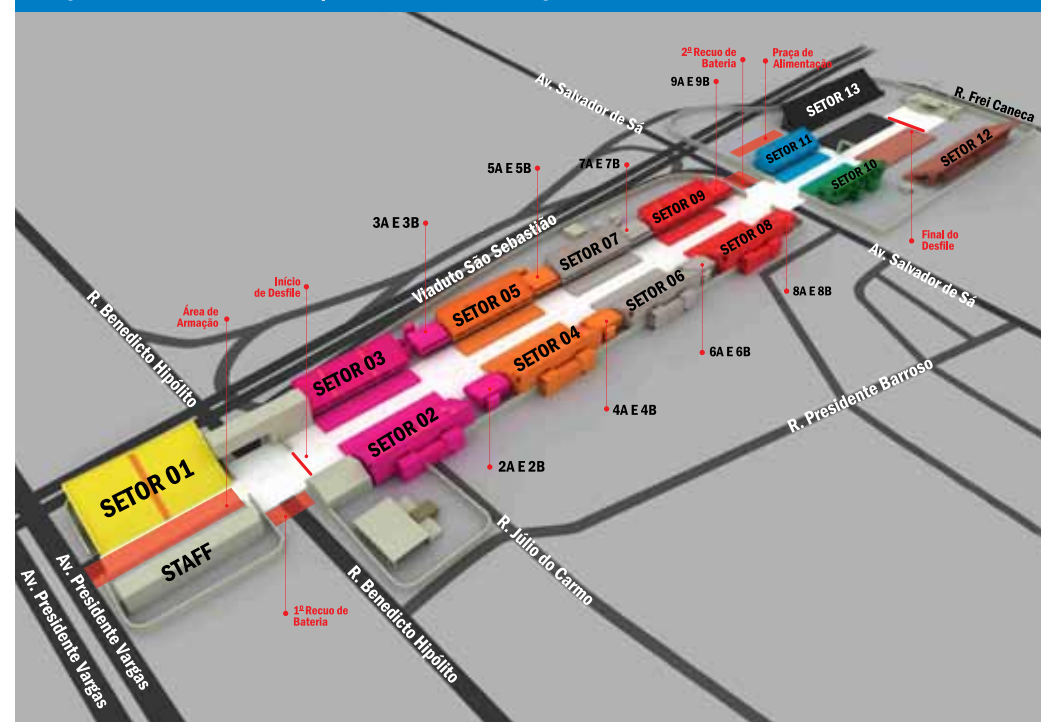 2º Recuo de
Bateria
Praça de
Alimentação
9A E 9B
SETOR 13
R. Frei Caneca
Av. Salvador de Sá
SETOR 11
SETOR 12
SETOR 10
5A E 5B
7A E 7B
SETOR 09
3A E 3B
Viaduto São Sebastião
SETOR 07
SETOR 08
Final do
Desfile
Av. Salvador de Sá
Início
de Desfile
SETOR 05
SETOR 06
8A E 8B
Área de
Armação
R. Benedicto Hipólito
SETOR 03
SETOR 04
6A E 6B
R. Presidente Barroso
SETOR 02
4A E 4B
2A E 2B
SETOR 01
STAFF
R. Júlio do Carmo
Av. Presidente Vargas
Av. Presidente Vargas
1º Recuo de
Bateria
R. Benedicto Hipólito